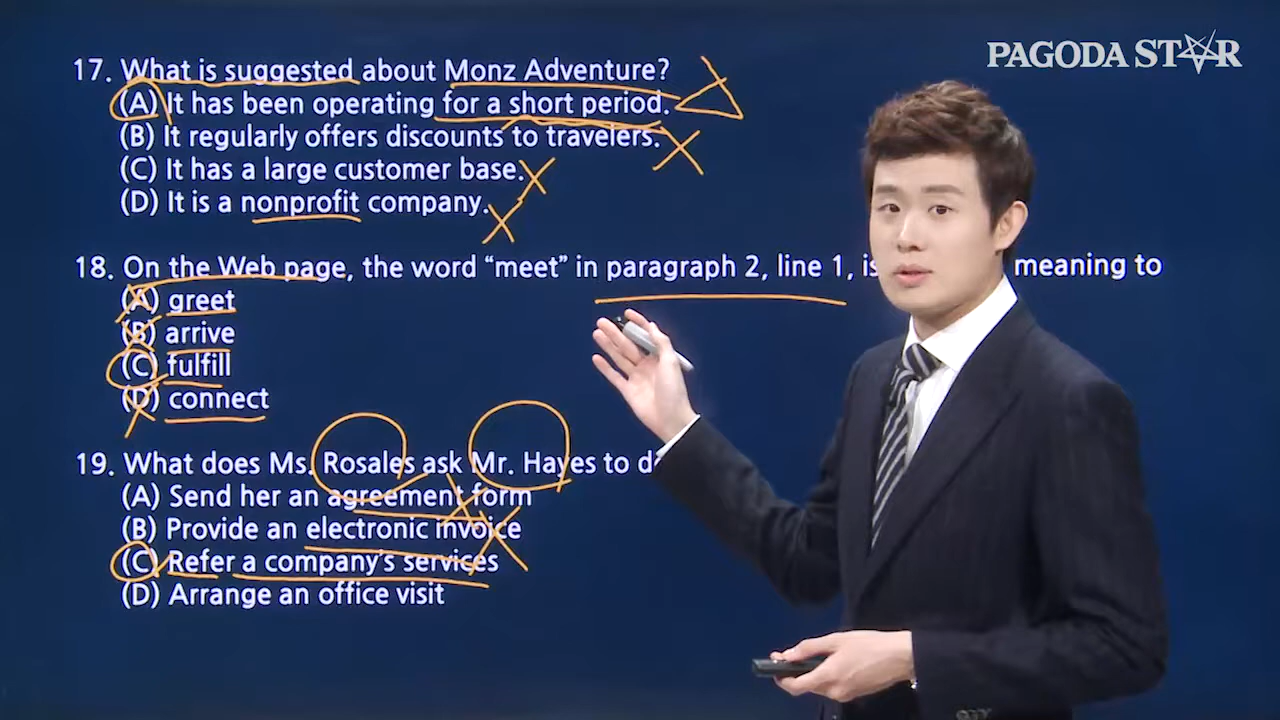 PAGODA STAR
17. What is suggested about Monz Adventure?
(A) It has been operating for a short period.
(B) It regularly offers discounts to travelers.
(C) It has a large customer base.
(D) It is a nonprofit company.
18. On the Web page, the word “meet” in paragraph 2, line 1, is meaning to
(A) greet
(B) arrive
(C) fulfill
(D) connect
19. What does Ms. Rosales ask Mr. Hayes to
(A) Send her an agreement form
(B) Provide an electronic invoice
(C) Refer a company's services
(D) Arrange an office visit